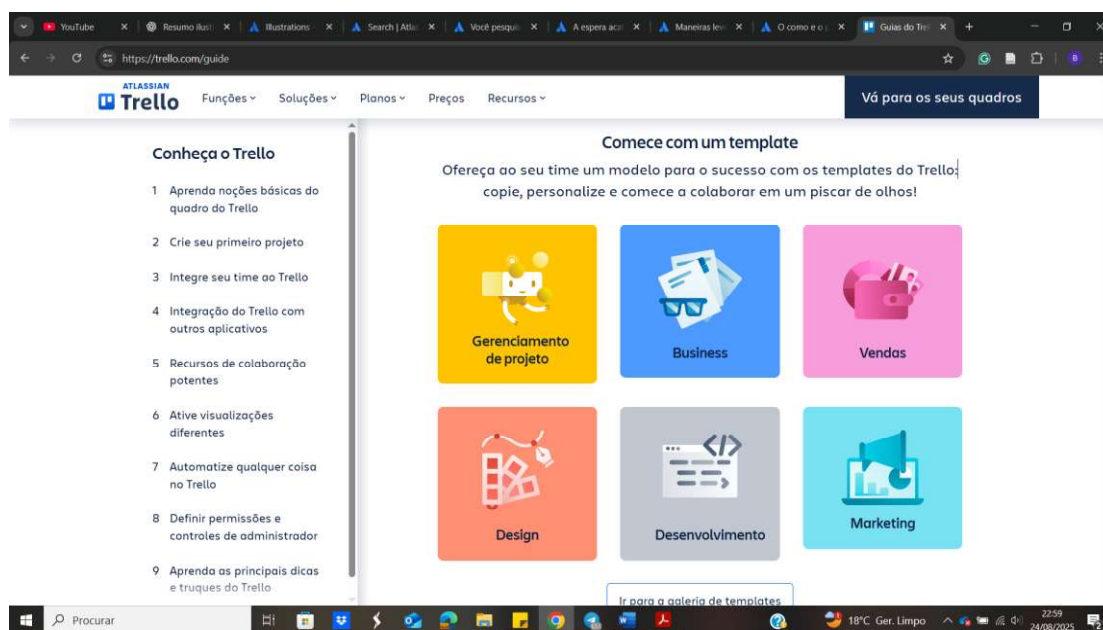 YouTube
Resumo ilust
Illustrations
Search | Atla
Você pesqui
A espera aca
Maneiras lev
O como e o p
Guias do Trel
https://trello.com/guide
ATLASSIAN
Trello
Funções
Soluções
Planos
Preços
Recursos
Vá para os seus quadros
Conheça o Trello
1 Aprenda noções básicas do
quadro do Trello
2 Crie seu primeiro projeto
3 Integre seu time ao Trello
4 Integração do Trello com
outros aplicativos
5 Recursos de colaboração
potentes
6 Ative visualizações
diferentes
7 Automatize qualquer coisa
no Trello
8 Definir permissões e
controles de administrador
9 Aprenda as principais dicas
e truques do Trello
Comece com um template
Ofereça ao seu time um modelo para o sucesso com os templates do Trello:
copie, personalize e comece a colaborar em um piscar de olhos!
Gerenciamento
de projeto
Business
Vendas
Design
Desenvolvimento
Marketing
Ir para a galeria de templates
Procurar
18°C Ger. Limpo
22:59
24/08/2025